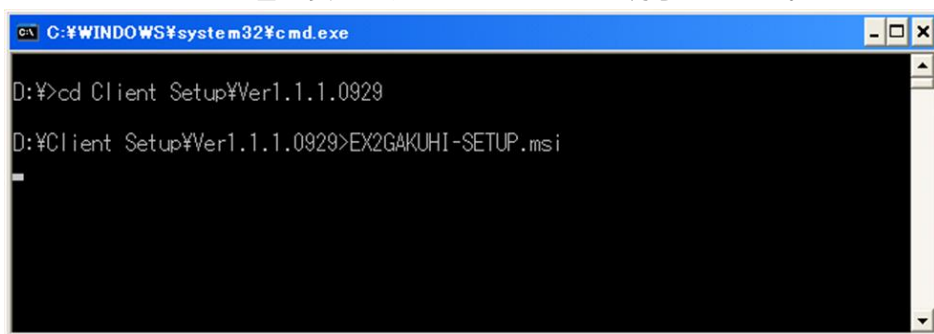 C:¥WINDOWS¥system32¥cmd.exe
D:¥>cd Client Setup¥Ver1.1.1.0929
D:¥Client Setup¥Ver1.1.1.0929>EX2GAKUHI-SETUP.msi